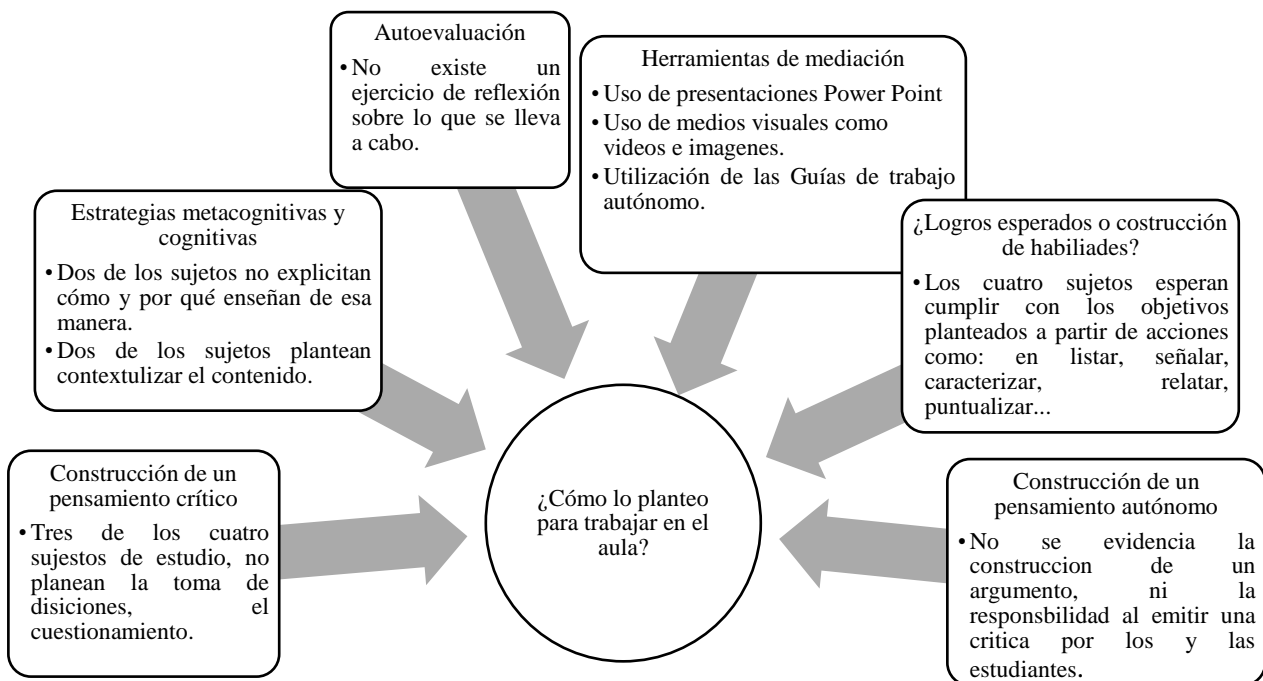 Autoevaluación
• No existe un
ejercicio de reflexión
sobre lo que se lleva
a cabo.
Herramientas de mediación
• Uso de presentaciones Power Point
• Uso de medios visuales como
videos e imagenes.
• Utilización de las Guías de trabajo
autónomo.
Estrategias metacognitivas y
cognitivas
• Dos de los sujetos no explicitan
cómo y por qué enseñan de esa
manera.
• Dos de los sujetos plantean
contextulizar el contenido.
¿Logros esperados o costrucción
de habiliades?
• Los cuatro sujetos esperan
cumplir con los objetivos
planteados a partir de acciones
como: en listar, señalar,
caracterizar, relatar,
puntualizar...
Construcción de un
pensamiento crítico
• Tres de los cuatro
sujestos de estudio, no
planean la toma de
disiciones, el
cuestionamiento.
¿Cómo lo planteo
para trabajar en el
aula?
Construcción de un
pensamiento autónomo
• No se evidencia la
construccion de un
argumento, ni la
responsbilidad al emitir una
critica por los y las
estudiantes.